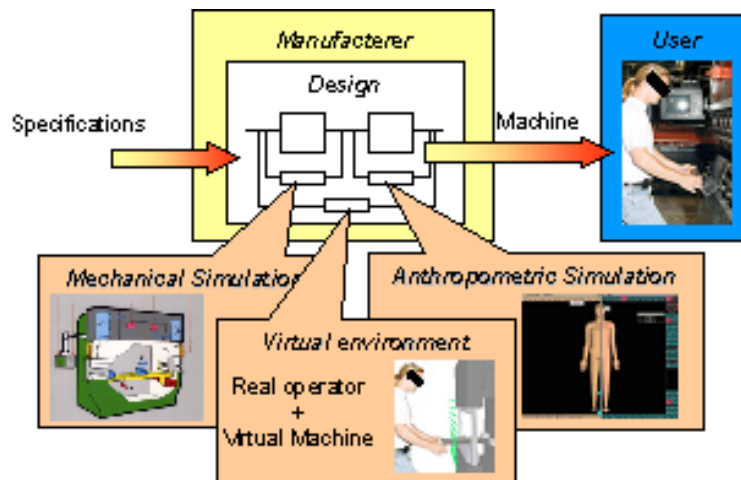 Manufacterer
User
Design
Specifications
Machine
Mechanical Simulation
Anthropometric Simulation
Virtual environment
Real operator
+
Virtual Machine